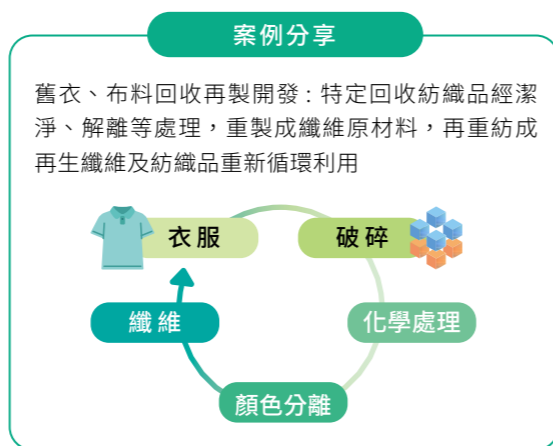 案例分享
舊衣、布料回收再製開發 : 特定回收紡織品經潔
淨、解離等處理，重製成纖維原材料，再重紡成
再生纖維及紡織品重新循環利用
衣服
破碎
纖維
化學處理
顏色分離